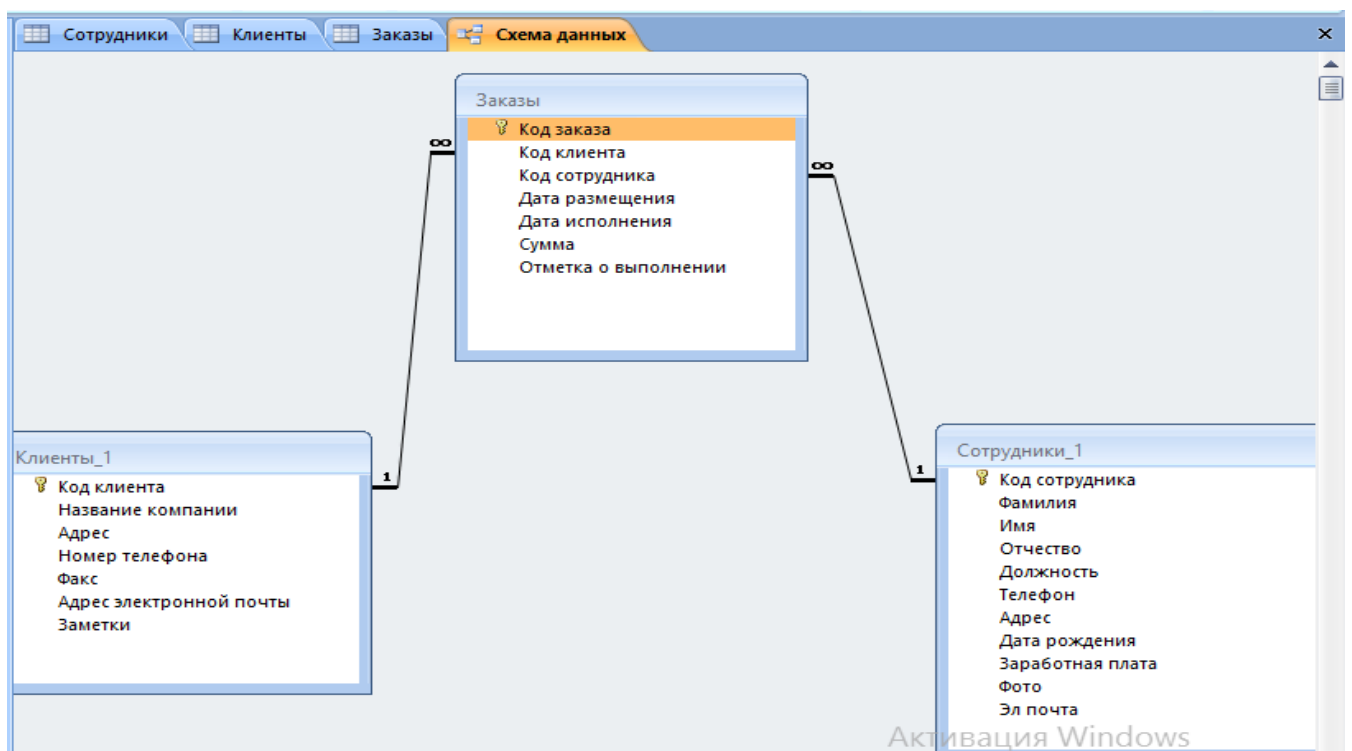 Сотрудники Клиенты Заказы Схема данных ×
Заказы
Код заказа
Код клиента
Код сотрудника
Дата размещения
Дата исполнения
Сумма
Отметка о выполнении
∞
∞
Клиенты_1
Код клиента
Название компании
Адрес
Номер телефона
Факс
Адрес электронной почты
Заметки
1
1
Сотрудники_1
Код сотрудника
Фамилия
Имя
Отчество
Должность
Телефон
Адрес
Дата рождения
Заработная плата
Фото
Эл почта
Активация Windows